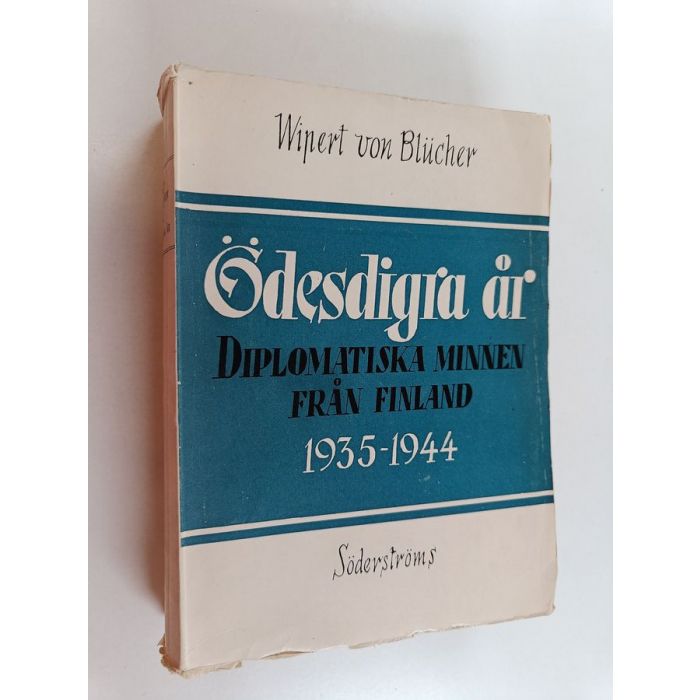 Wipert von Blücher
Ödesdigra år
DIPLOMATISKA MINNEN
FRÅN FINLAND
1935-1944
Söderströms